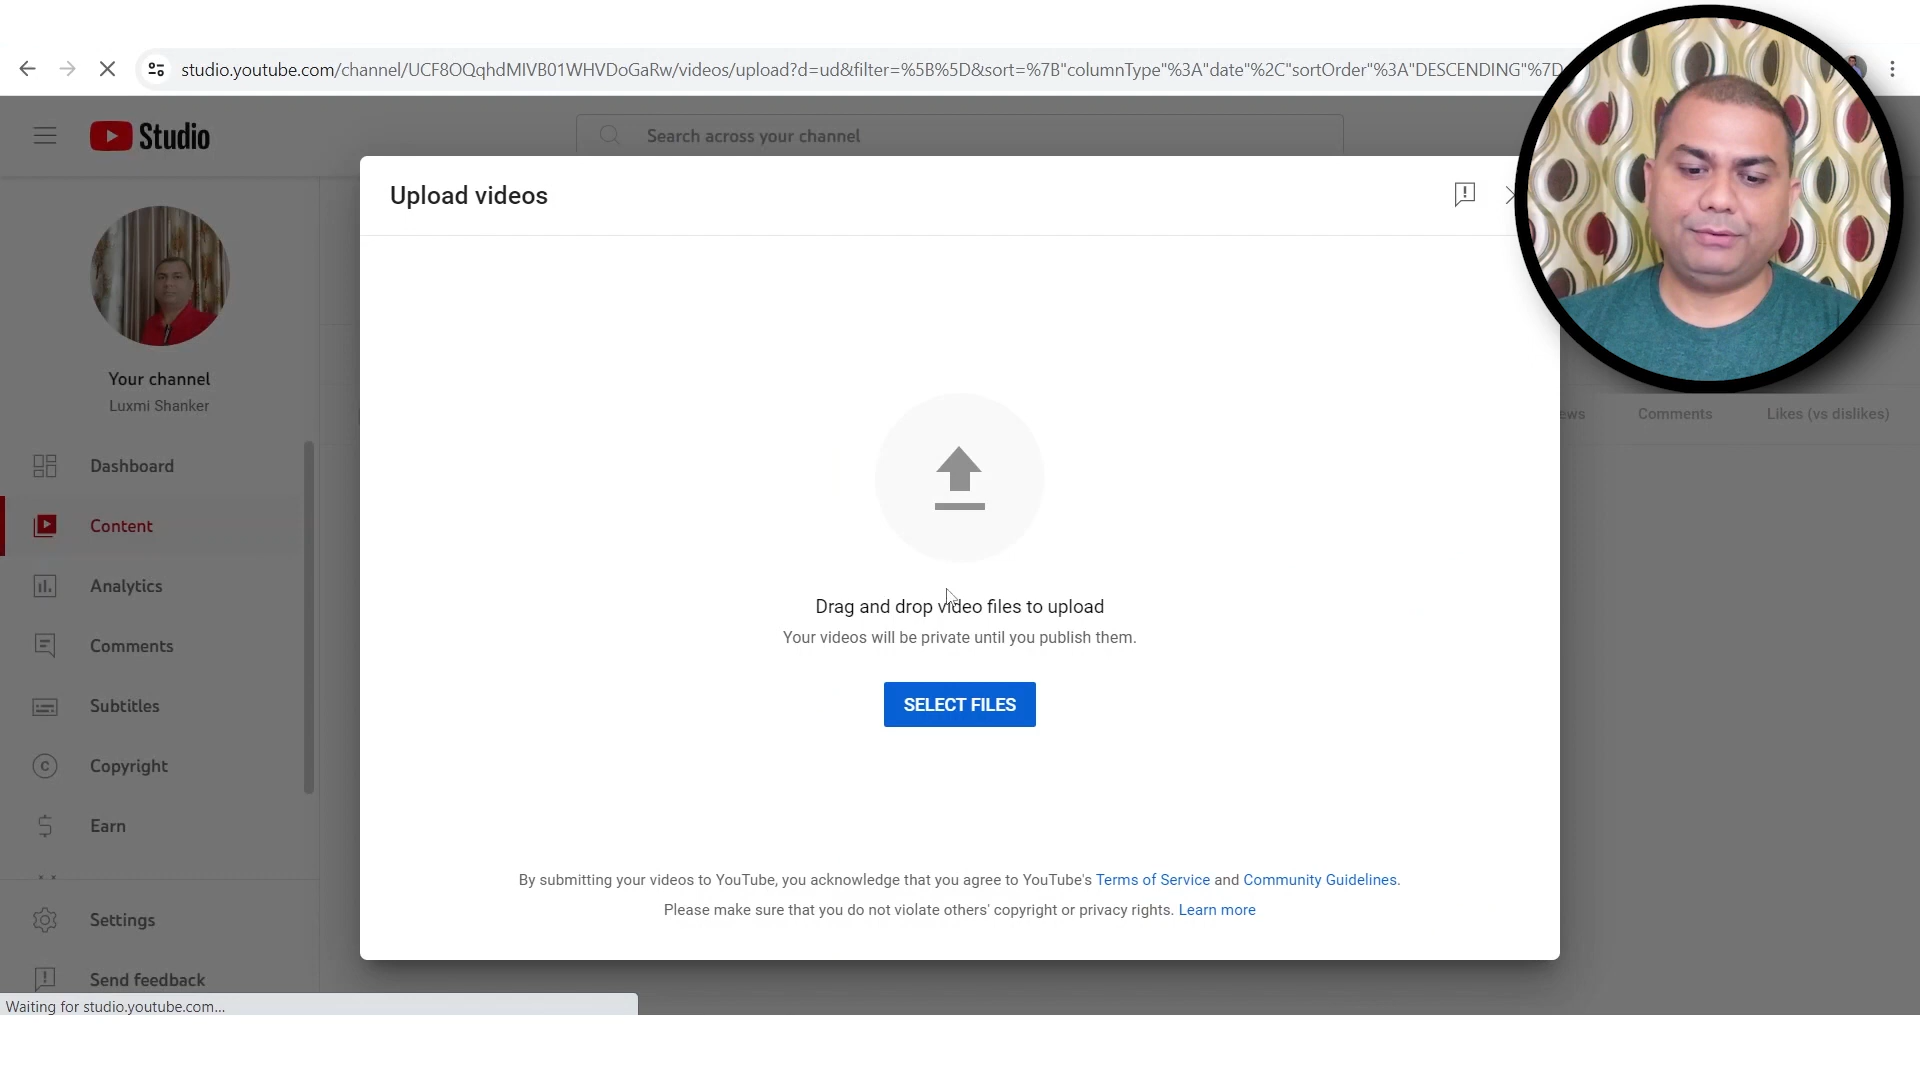 studio.youtube.com/channel/UCF8OQqhdMIVB01WHVDoGaRw/videos/upload?d=ud&filter=%5B%5D&sort=%7B"columnType"%3A"date"%2C"sortOrder"%3A"DESCENDING"%7D
Studio
Search across your channel
Upload videos
Your channel
Luxmi Shanker
Dashboard
Content
Analytics
Comments
Subtitles
Copyright
Earn
Settings
Send feedback
ews Comments Likes (vs dislikes)
Drag and drop video files to upload
Your videos will be private until you publish them.
SELECT FILES
By submitting your videos to YouTube, you acknowledge that you agree to YouTube's Terms of Service and Community Guidelines.
Please make sure that you do not violate others' copyright or privacy rights. Learn more
Waiting for studio.youtube.com...